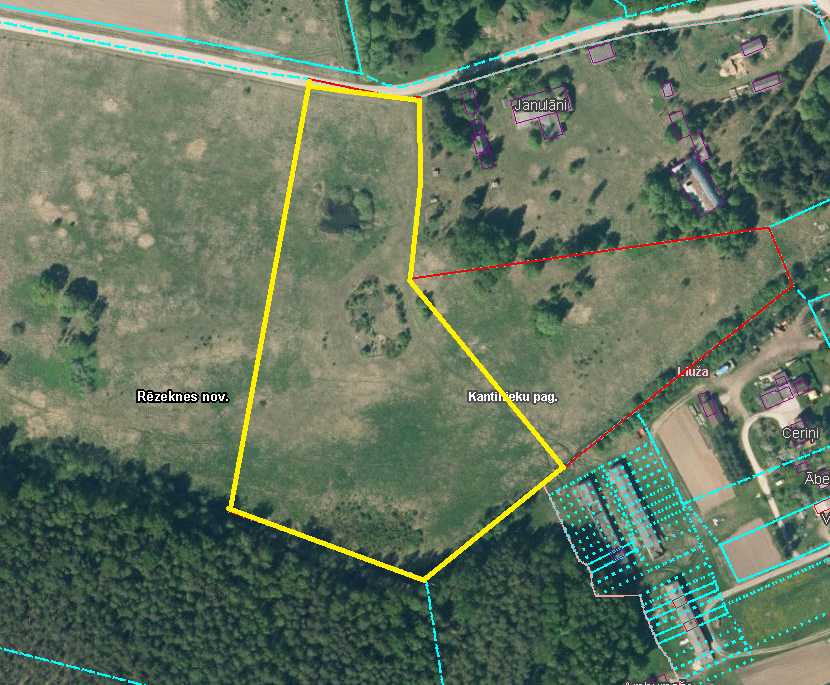 Janulāni
Liuža
Rēzeknes nov.
Kantinieku pag.
Ceriņi
Ābe